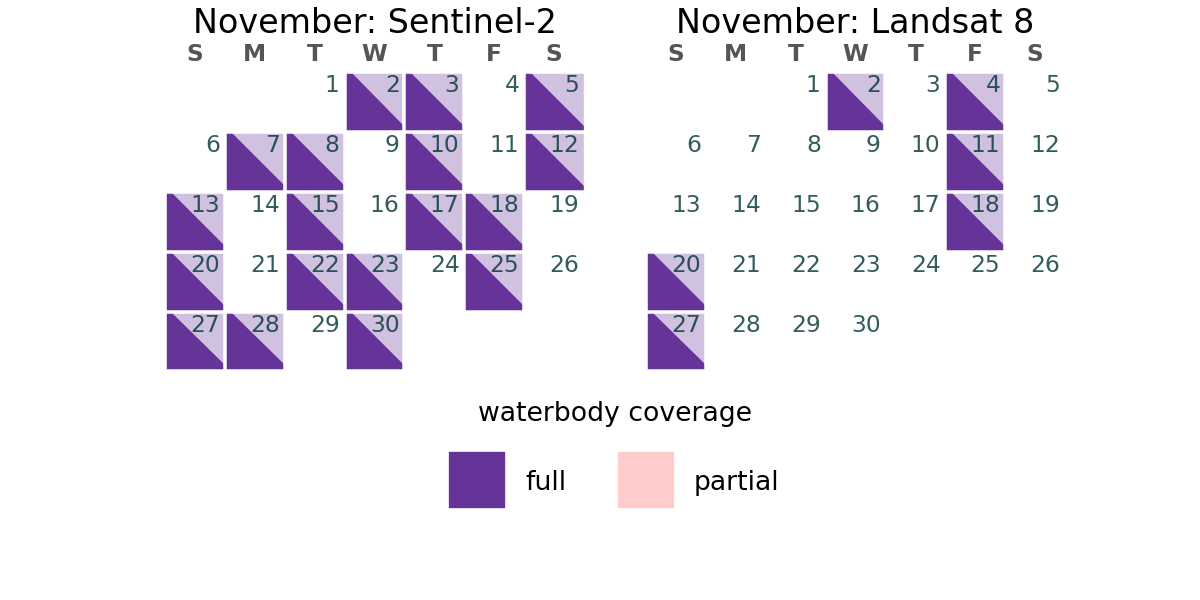 November: Sentinel-2
S M T W T F S
1 2 3 4 5
6 7 8 9 10 11 12
13 14 15 16 17 18 19
20 21 22 23 24 25 26
27 28 29 30
November: Landsat 8
S M T W T F S
1 2 3 4 5
6 7 8 9 10 11 12
13 14 15 16 17 18 19
20 21 22 23 24 25 26
27 28 29 30
waterbody coverage
full
partial